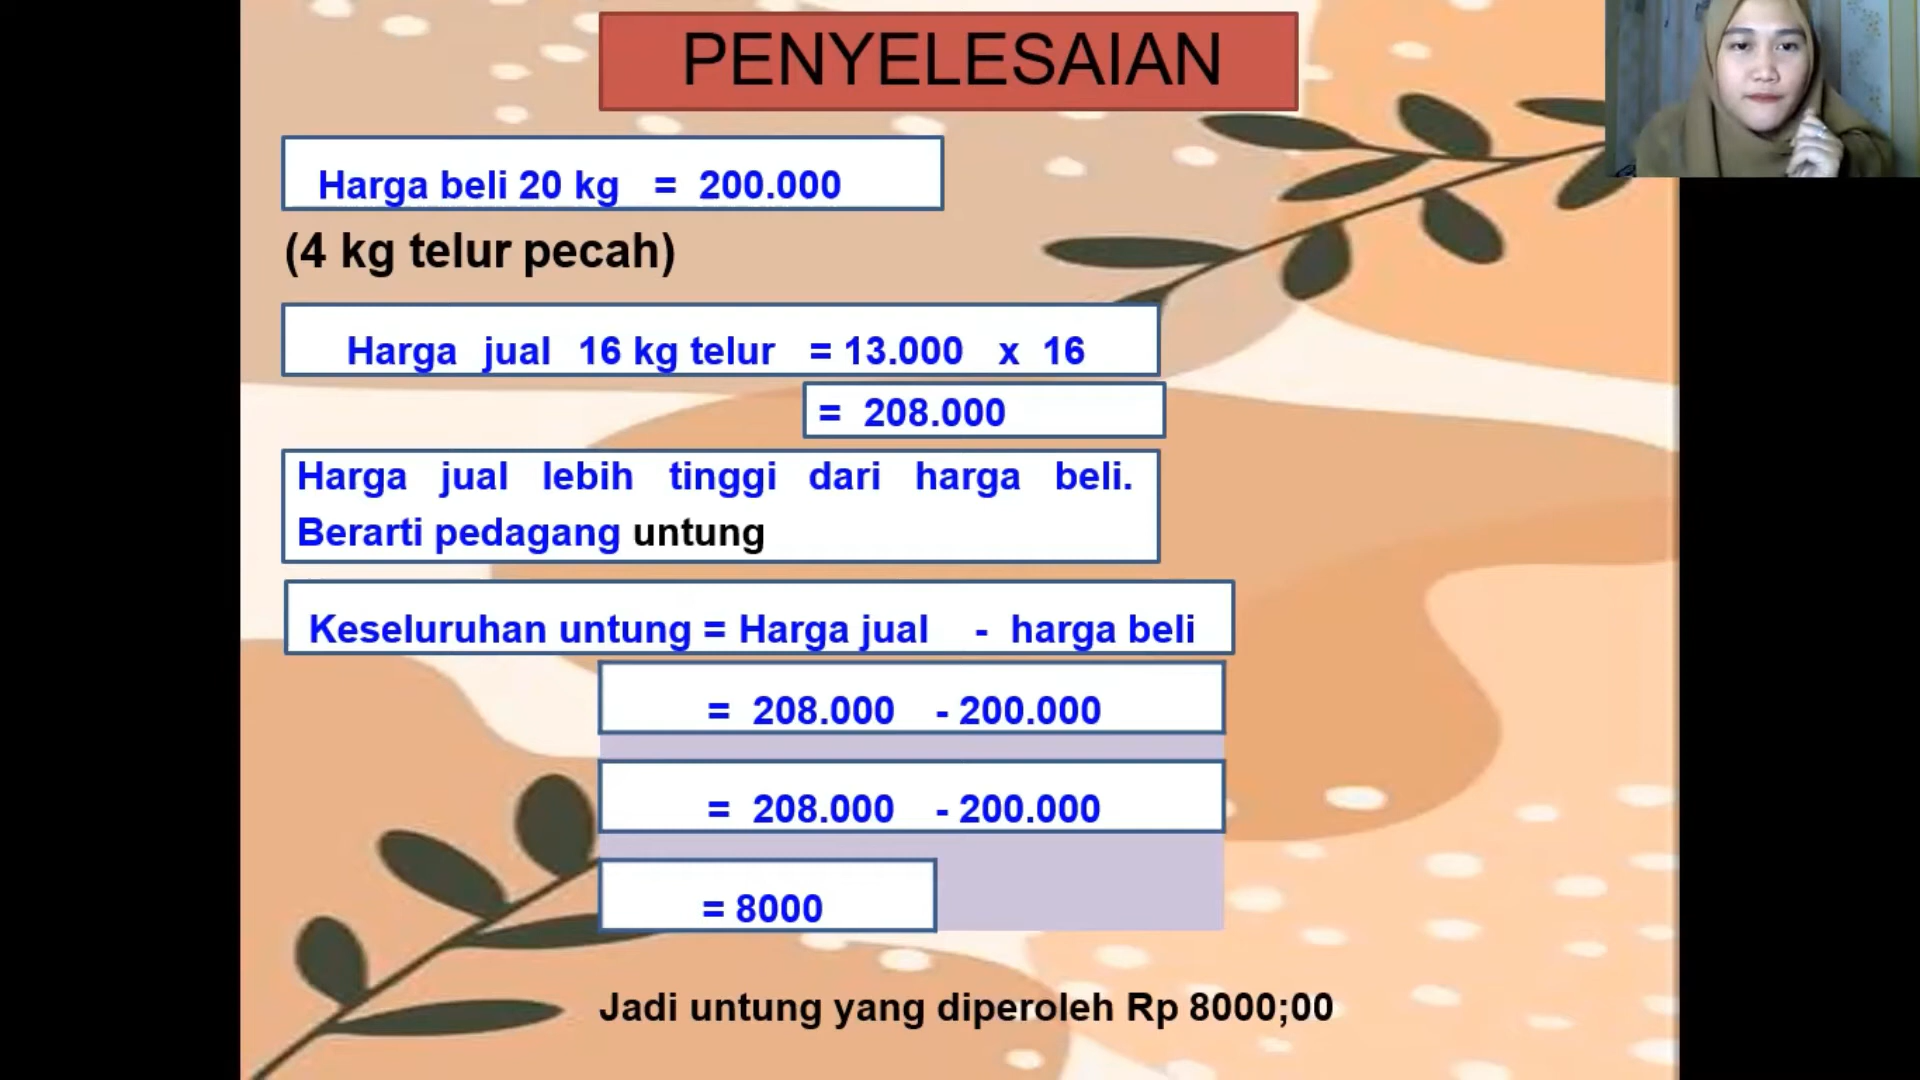 PENYELESAIAN
Harga beli 20 kg = 200.000
(4 kg telur pecah)
Harga jual 16 kg telur = 13.000 x 16
= 208.000
Harga jual lebih tinggi dari harga beli.
Berarti pedagang untung
Keseluruhan untung = Harga jual - harga beli
= 208.000 - 200.000
= 208.000 - 200.000
= 8000
Jadi untung yang diperoleh Rp 8000;00